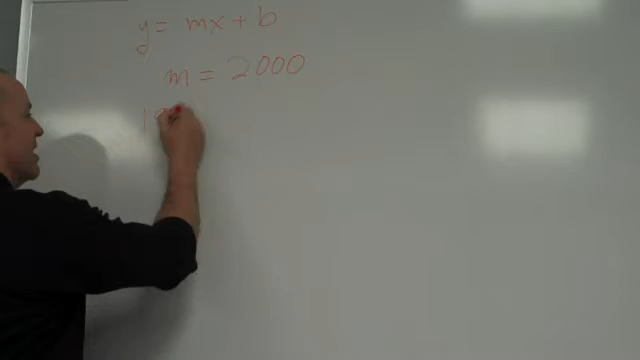 y = mx + b
m = 2000